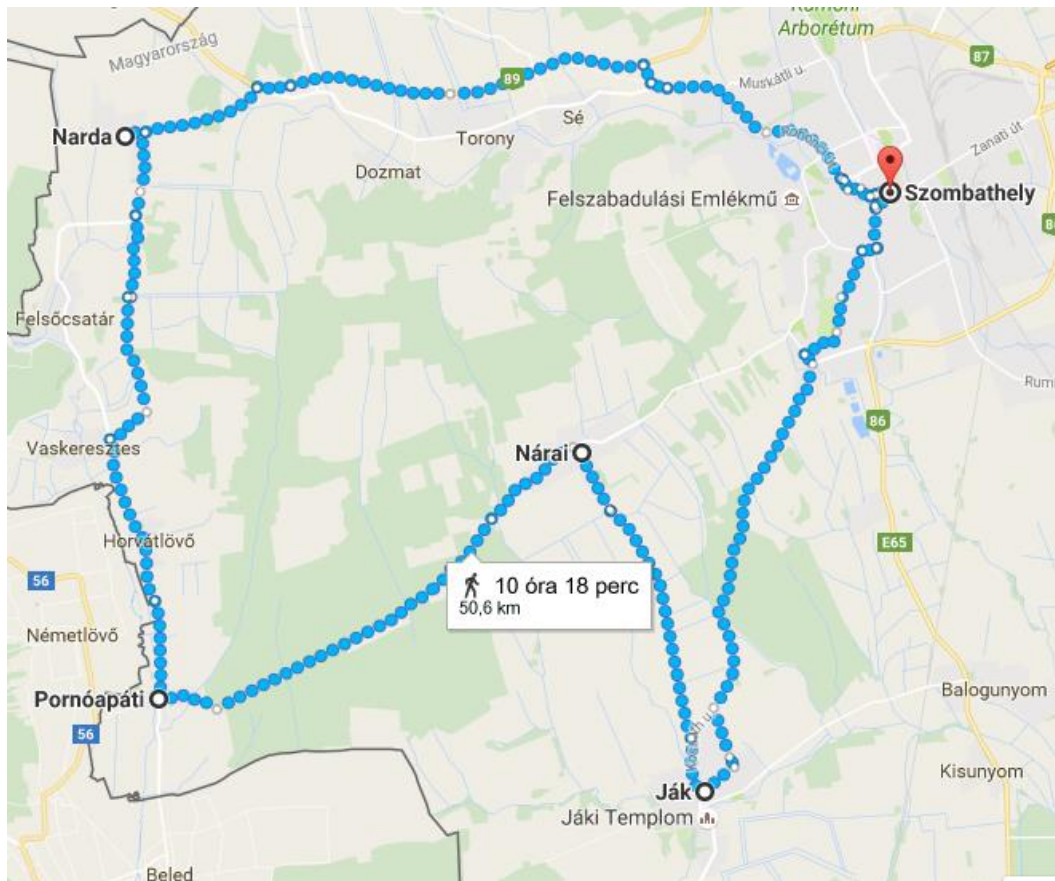 Kámoni
Arborétum
Magyarország
87
89
Muskátli u.
Narda
Torony
Sé
Zanati út
Dozmat
Felszabadulási Emlékmű
Szombathely
Felsőcsatár
86
Vaskeresztes
Nárai
Horvátlövő
E65
56
10 óra 18 perc
50,6 km
Németlövő
Pornóapáti
56
Balogunyom
Kisunyom
Ják
Jáki Templom
Beled